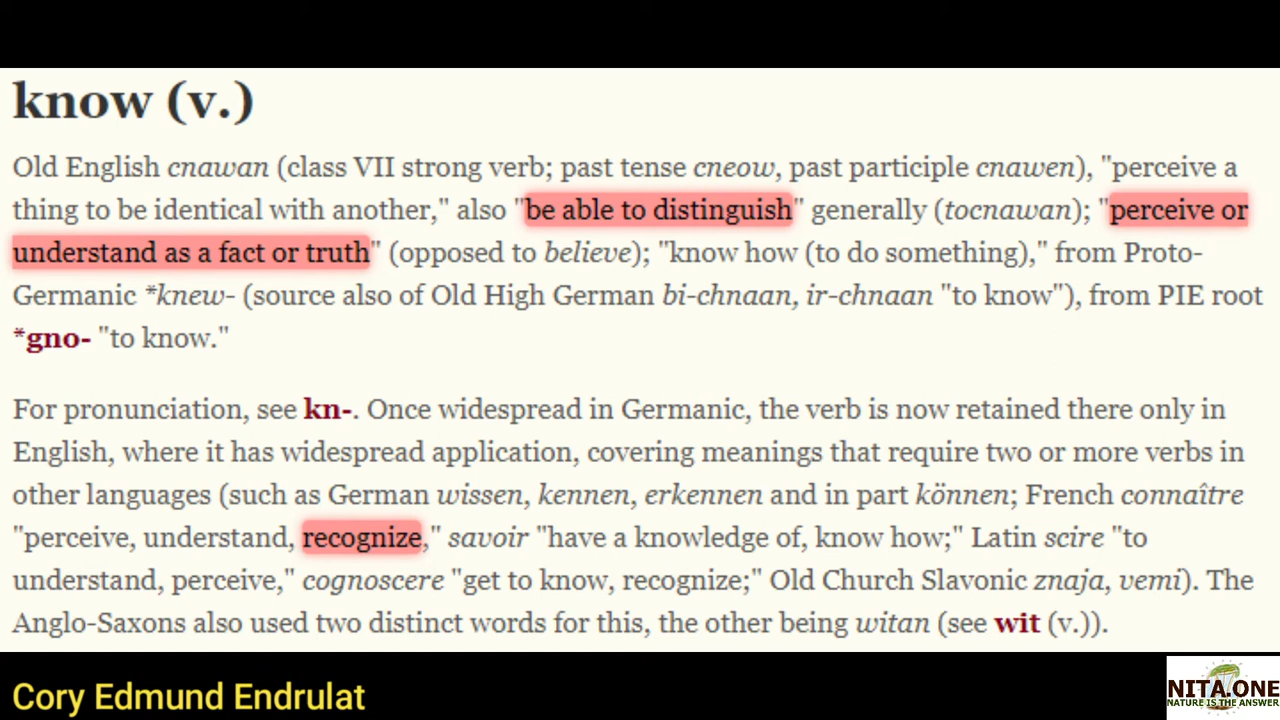 know (v.)
Old English cnawan (class VII strong verb; past tense cneow, past participle cnawen), "perceive a
thing to be identical with another," also "be able to distinguish" generally (tocnawan); "perceive or
understand as a fact or truth" (opposed to believe); "know how (to do something)," from Proto-
Germanic *knew- (source also of Old High German bi-chnaan, ir-chnaan "to know"), from PIE root
*gno- "to know."
For pronunciation, see kn-. Once widespread in Germanic, the verb is now retained there only in
English, where it has widespread application, covering meanings that require two or more verbs in
other languages (such as German wissen, kennen, erkennen and in part können; French connaître
"perceive, understand, recognize," savoir "have a knowledge of, know how;" Latin scire "to
understand, perceive," cognoscere "get to know, recognize;" Old Church Slavonic znaja, vemi). The
Anglo-Saxons also used two distinct words for this, the other being witan (see wit (v.)).
Cory Edmund Endrulat
NITA.ONE
NATURE IS THE ANSWER